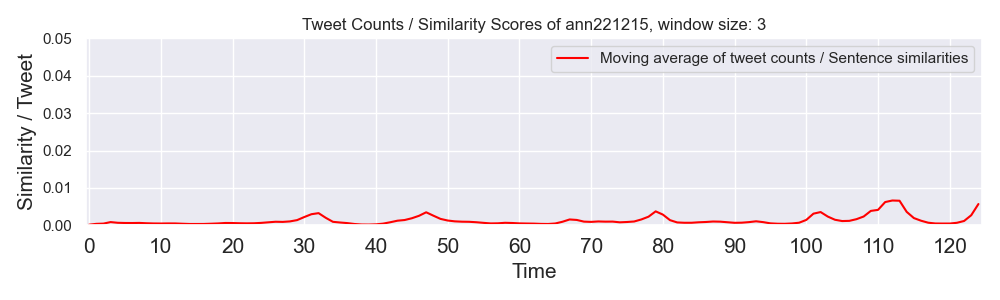 Tweet Counts / Similarity Scores of ann221215, window size: 3
Moving average of tweet counts / Sentence similarities
Similarity / Tweet
0.05
0.04
0.03
0.02
0.01
0.00
0 10 20 30 40 50 60 70 80 90 100 110 120
Time